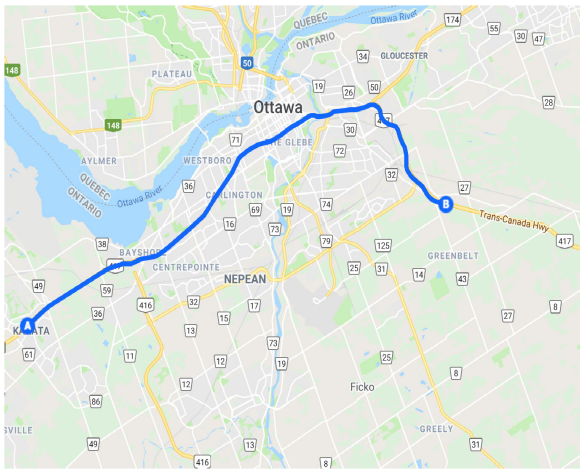 QUEBEC
ONTARIO
Ottawa River
174
55
30
47
148
50
34
GLOUCESTER
PLATEAU
19
26
50
28
Ottawa
148
30
71
THE GLEBE
72
AYLMER
WESTBORO
32
QUEBEC
ONTARIO
Ottawa River
36
27
CARLINGTON
B
69
19
74
Trans-Canada Hwy
16
73
38
79
125
417
BAYSHORE
GREENBELT
CENTREPOINTE
25
31
14
43
49
59
NEPEAN
416
32
17
8
36
15
27
A
KANATA
13
61
11
73
12
19
25
8
12
Ficko
86
8
SVILLE
GREELY
49
13
31
416
8